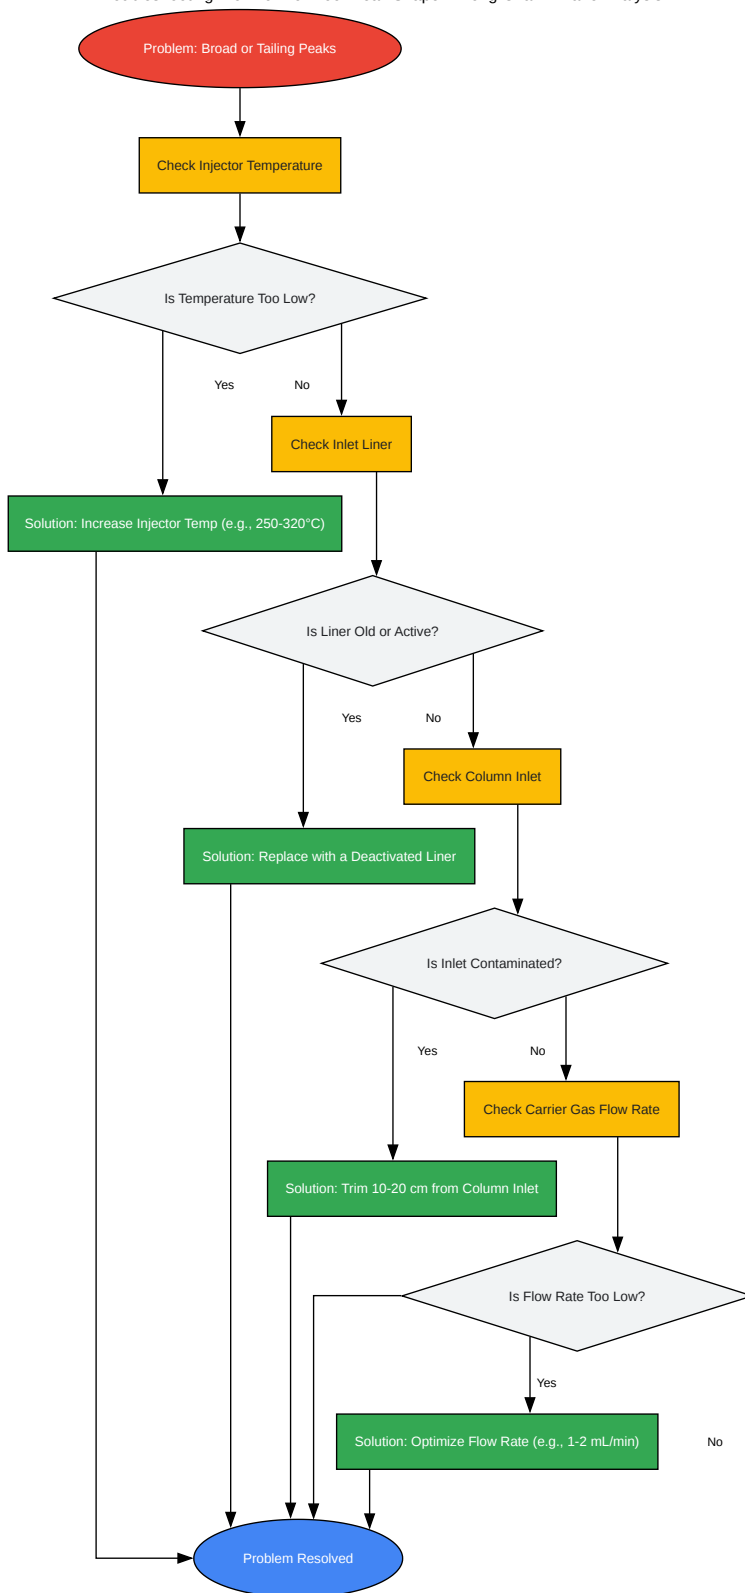 Problem: Broad or Tailing Peaks
Check Injector Temperature
Is Temperature Too Low?
Yes
No
Check Inlet Liner
Solution: Increase Injector Temp (e.g., 250-320°C)
Is Liner Old or Active?
Yes
No
Check Column Inlet
Solution: Replace with a Deactivated Liner
Is Inlet Contaminated?
Yes
No
Check Carrier Gas Flow Rate
Solution: Trim 10-20 cm from Column Inlet
Is Flow Rate Too Low?
Yes
Solution: Optimize Flow Rate (e.g., 1-2 mL/min)
No
Problem Resolved